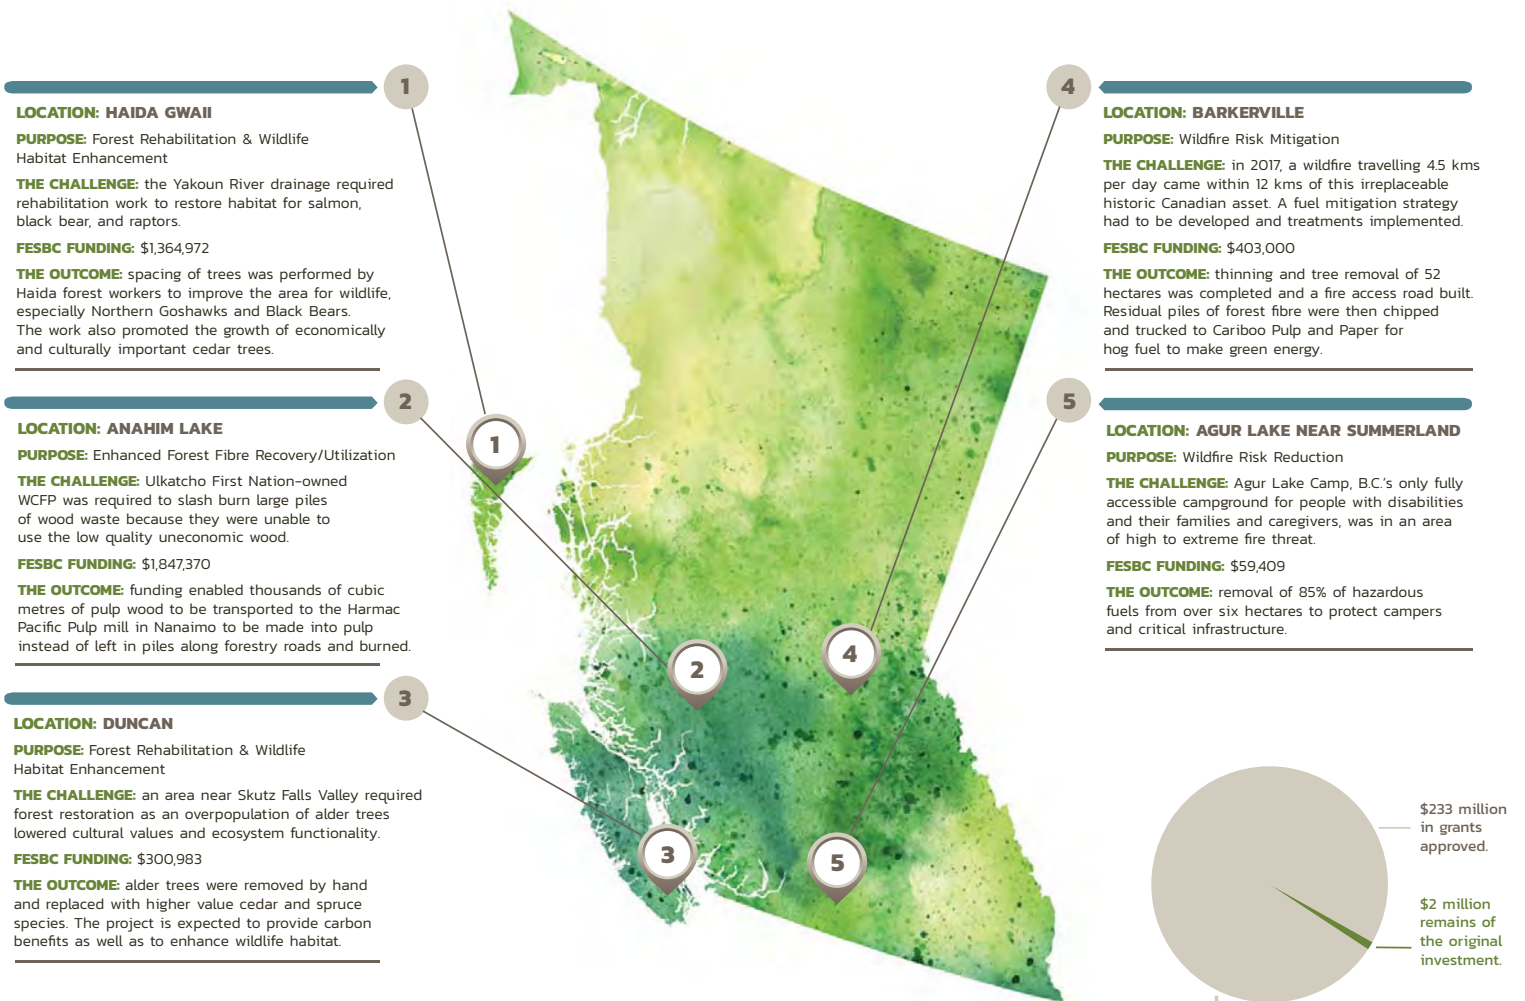 1
LOCATION: HAIDA GWAII
PURPOSE: Forest Rehabilitation & Wildlife
Habitat Enhancement
THE CHALLENGE: the Yakoun River drainage required
rehabilitation work to restore habitat for salmon,
black bear, and raptors.
FESBC FUNDING: $1,364,972
THE OUTCOME: spacing of trees was performed by
Haida forest workers to improve the area for wildlife,
especially Northern Goshawks and Black Bears.
The work also promoted the growth of economically
and culturally important cedar trees.
2
LOCATION: ANAHIM LAKE
PURPOSE: Enhanced Forest Fibre Recovery/Utilization
THE CHALLENGE: Ulkatcho First Nation-owned
WCFP was required to slash burn large piles
of wood waste because they were unable to
use the low quality uneconomic wood.
FESBC FUNDING: $1,847,370
THE OUTCOME: funding enabled thousands of cubic
metres of pulp wood to be transported to the Harmac
Pacific Pulp mill in Nanaimo to be made into pulp
instead of left in piles along forestry roads and burned.
3
LOCATION: DUNCAN
PURPOSE: Forest Rehabilitation & Wildlife
Habitat Enhancement
THE CHALLENGE: an area near Skutz Falls Valley required
forest restoration as an overpopulation of alder trees
lowered cultural values and ecosystem functionality.
FESBC FUNDING: $300,983
THE OUTCOME: alder trees were removed by hand
and replaced with higher value cedar and spruce
species. The project is expected to provide carbon
benefits as well as to enhance wildlife habitat.
1
2
3
4
5
4
LOCATION: BARKERVILLE
PURPOSE: Wildfire Risk Mitigation
THE CHALLENGE: in 2017, a wildfire travelling 4.5 kms
per day came within 12 kms of this irreplaceable
historic Canadian asset. A fuel mitigation strategy
had to be developed and treatments implemented.
FESBC FUNDING: $403,000
THE OUTCOME: thinning and tree removal of 52
hectares was completed and a fire access road built.
Residual piles of forest fibre were then chipped
and trucked to Cariboo Pulp and Paper for
hog fuel to make green energy.
5
LOCATION: AGUR LAKE NEAR SUMMERLAND
PURPOSE: Wildfire Risk Reduction
THE CHALLENGE: Agur Lake Camp, B.C.'s only fully
accessible campground for people with disabilities
and their families and caregivers, was in an area
of high to extreme fire threat.
FESBC FUNDING: $59,409
THE OUTCOME: removal of 85% of hazardous
fuels from over six hectares to protect campers
and critical infrastructure.
$233 million
in grants
approved.
$2 million
remains of
the original
investment.